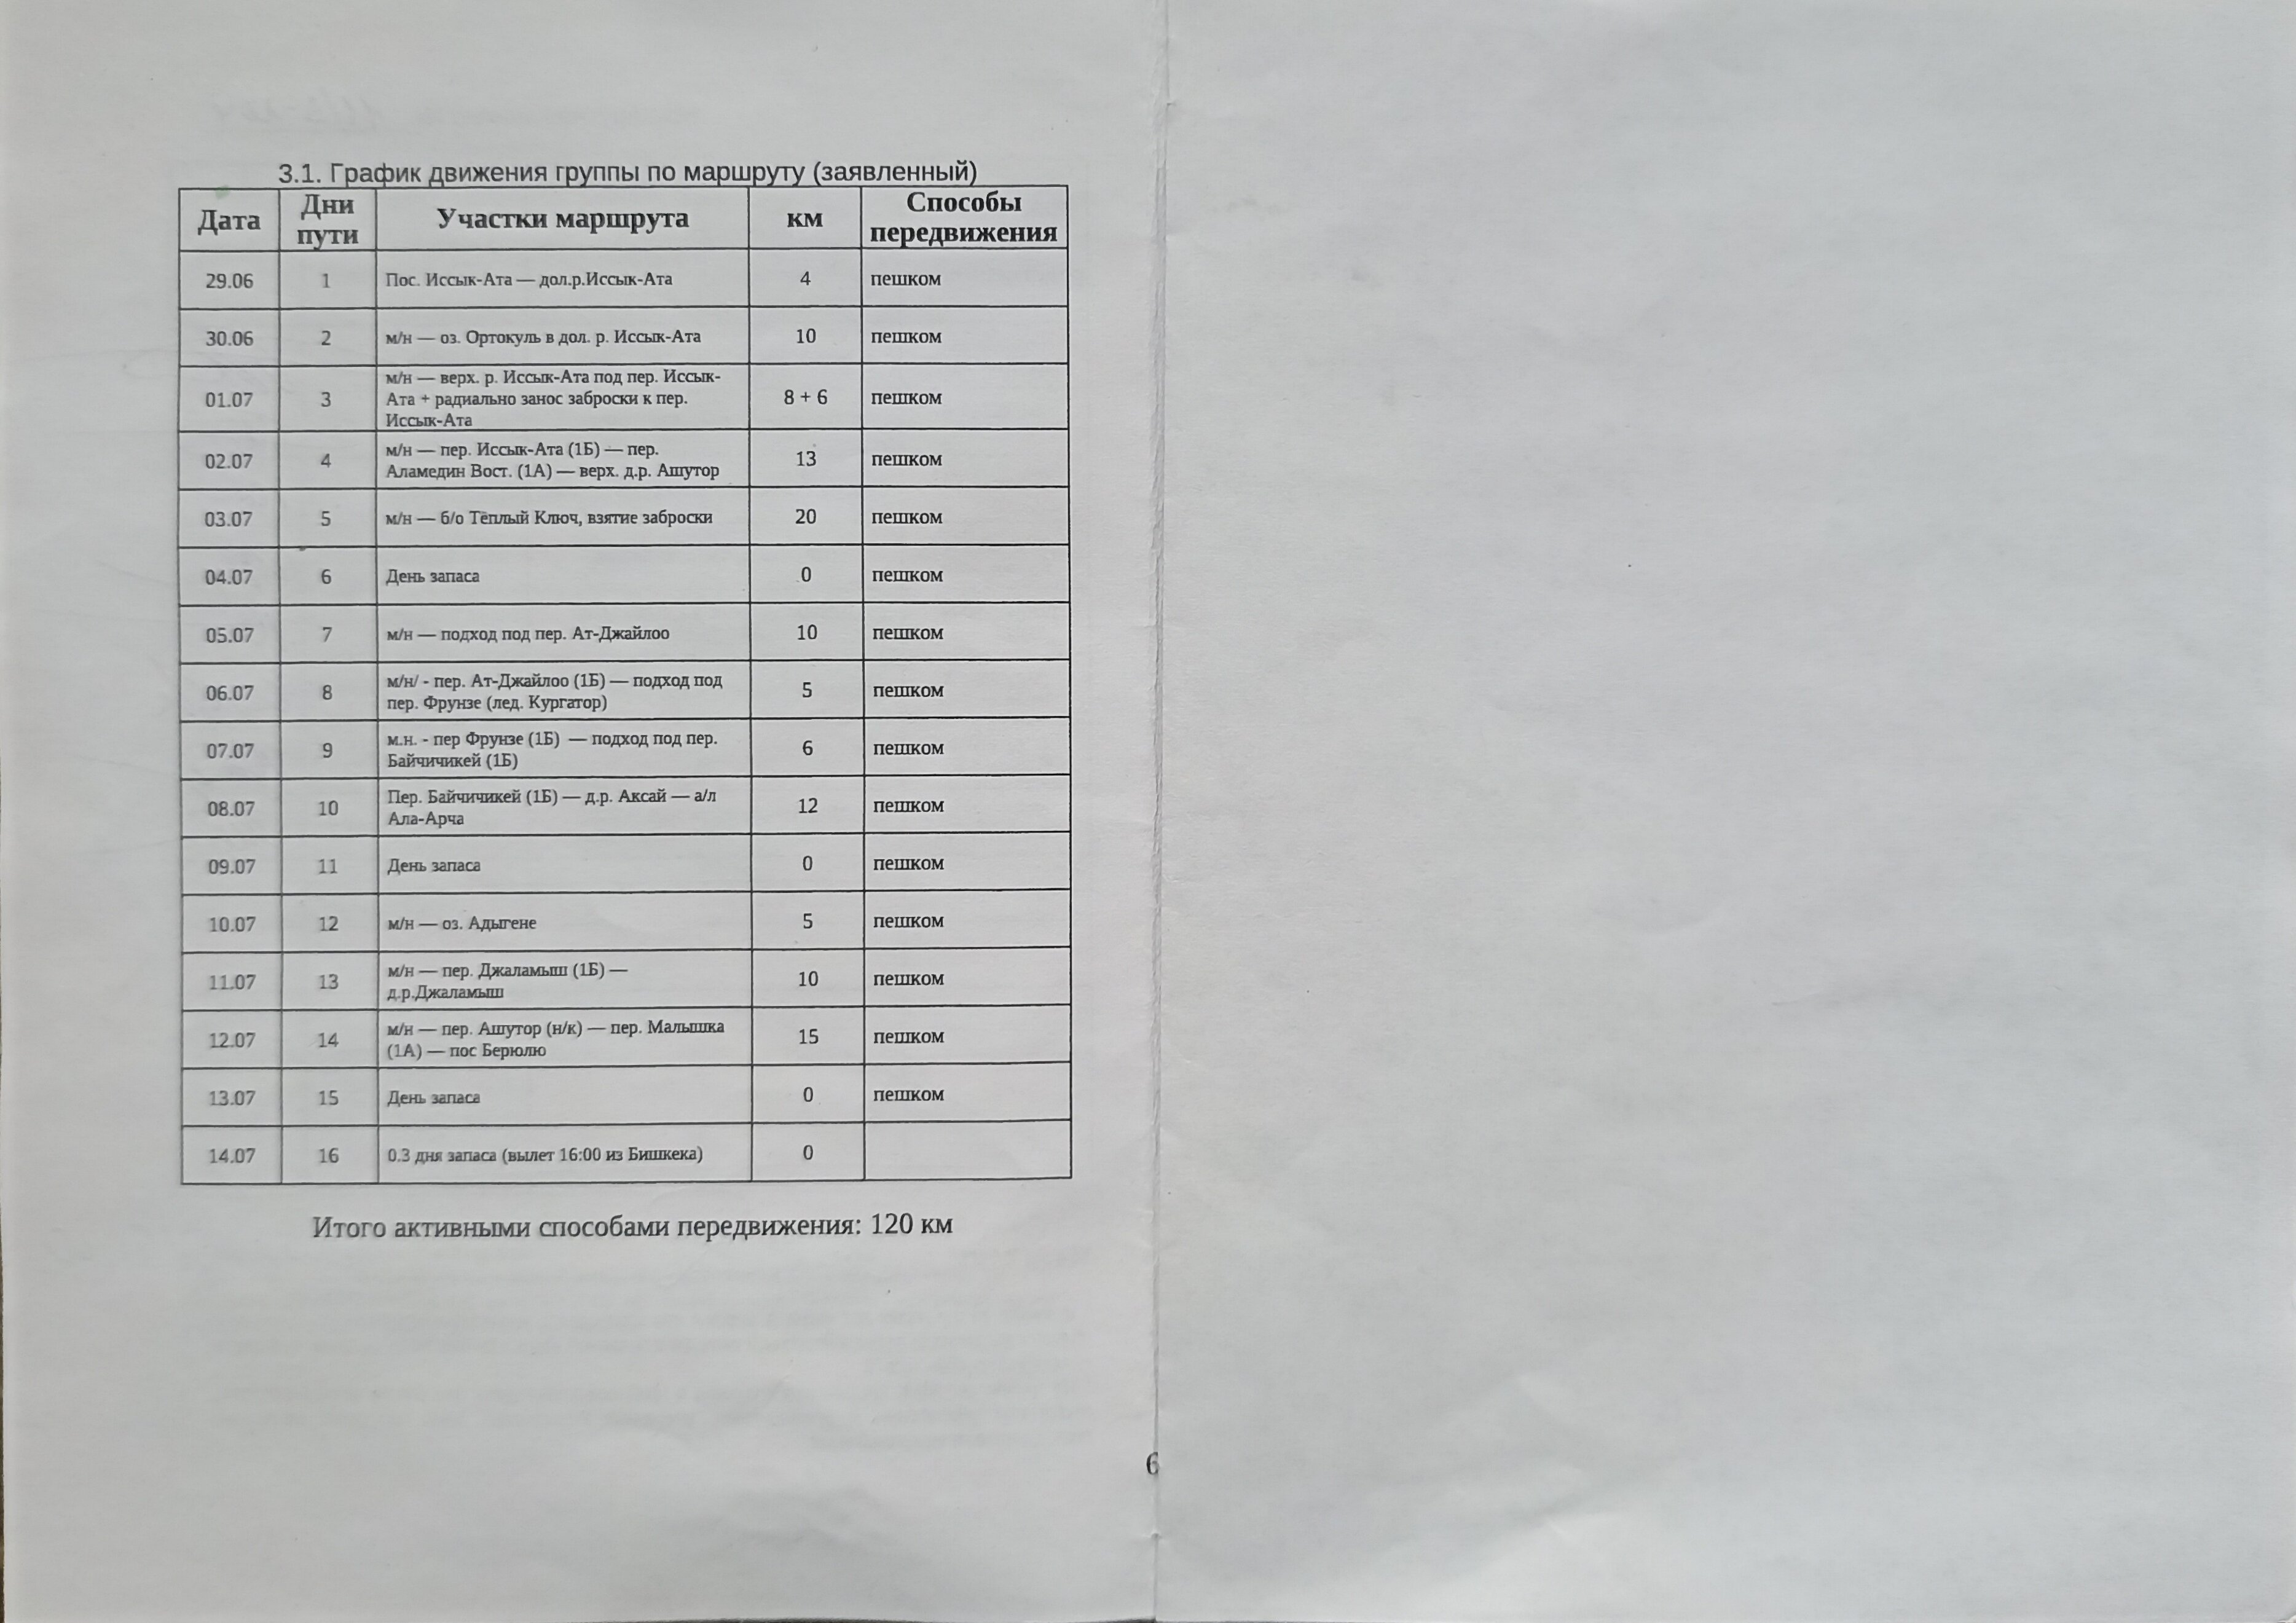 3.1. График движения группы по маршруту (заявленный)
Дата Дни пути Участки маршрута км Способы передвижения
29.06 1 Пос. Иссык-Ата — дол.р.Иссык-Ата 4 пешком
30.06 2 м/н — оз. Ортокуль в дол. р. Иссык-Ата 10 пешком
01.07 3 м/н — верх. р. Иссык-Ата под пер. Иссык-
Ата + радиально занос заброски к пер.
Иссык-Ата 8 + 6 пешком
02.07 4 м/н — пер. Иссык-Ата (1Б) — пер.
Аламедин Вост. (1А) — верх. д.р. Ашутор 13 пешком
03.07 5 м/н — б/о Тёплый Ключ, взятие заброски 20 пешком
04.07 6 День запаса 0 пешком
05.07 7 м/н — подход под пер. Ат-Джайлоо 10 пешком
06.07 8 м/н/ - пер. Ат-Джайлоо (1Б) — подход под
пер. Фрунзе (лед. Кургатор) 5 пешком
07.07 9 м.н. - пер Фрунзе (1Б) — подход под пер.
Байчичикей (1Б) 6 пешком
08.07 10 Пер. Байчичикей (1Б) — д.р. Аксай — а/л
Ала-Арча 12 пешком
09.07 11 День запаса 0 пешком
10.07 12 м/н — оз. Адыгене 5 пешком
11.07 13 м/н — пер. Джаламыш (1Б) —
д.р.Джаламыш 10 пешком
12.07 14 м/н — пер. Ашутор (н/к) — пер. Малышка
(1А) — пос Берюлю 15 пешком
13.07 15 День запаса 0 пешком
14.07 16 0.3 дня запаса (вылет 16:00 из Бишкека) 0
Итого активными способами передвижения: 120 км
6